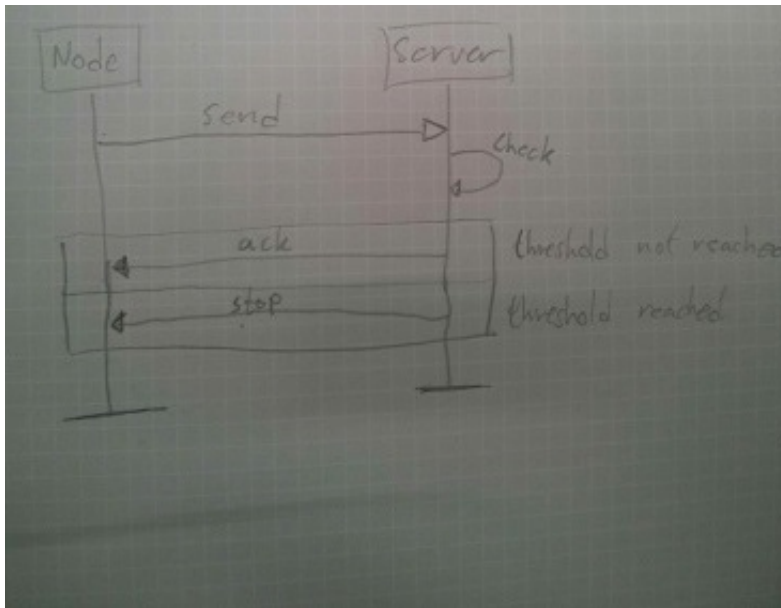 Node
Server
send
check
ack
threshold not reached
stop
threshold reached